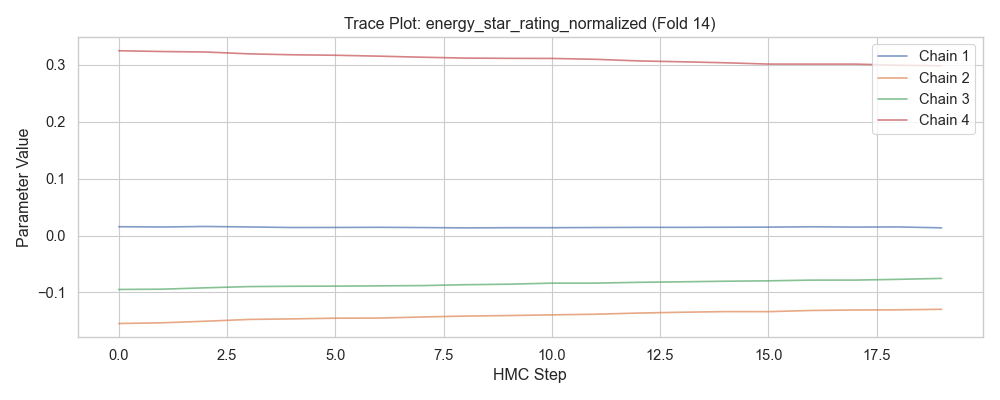 Trace Plot: energy_star_rating_normalized (Fold 14)
Parameter Value
0.3
0.2
0.1
0.0
−0.1
Chain 1
Chain 2
Chain 3
Chain 4
0.0 2.5 5.0 7.5 10.0 12.5 15.0 17.5
HMC Step